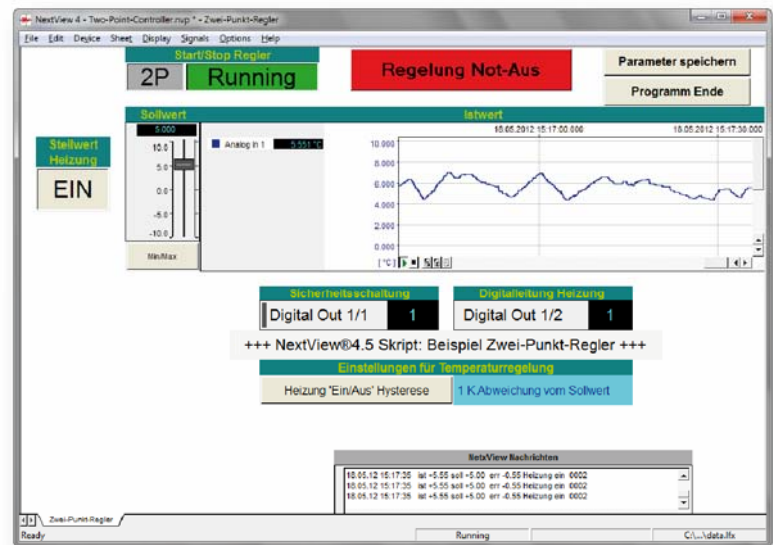 NextView 4 - Two-Point-Controller.nvp * - Zwei-Punkt-Regler
File Edit Device Sheet Display Signals Options Help
Start/Stop Regler
2P Running
Regelung Not-Aus
Parameter speichern
Programm Ende
Stellwert
Heizung
EIN
Sollwert
5.000
10.0
5.0
0.0
-5.0
-10.0
Min/Max
Istwert
18.05.2012 15:17:00.000 18.05.2012 15:17:30.000
Analog In 1 5.551 °C
10.000
8.000
6.000
4.000
2.000
0.000
[°C]
Sicherheitsschaltung
Digital Out 1/1 1
Digitalleitung Heizung
Digital Out 1/2 1
+++ NextView®4.5 Skript: Beispiel Zwei-Punkt-Regler +++
Einstellungen für Temperaturregelung
Heizung 'Ein/Aus' Hysterese 1 K Abweichung vom Sollwert
NetxView Nachrichten
18.05.12 15:17:35 ist +5.55 soll +5.00 err -0.55 Heizung ein 0002
18.05.12 15:17:35 ist +5.55 soll +5.00 err -0.55 Heizung ein 0002
18.05.12 15:17:35 ist +5.55 soll +5.00 err -0.55 Heizung ein 0002
Zwei-Punkt-Regler
Ready Running C:\...\data.lfx